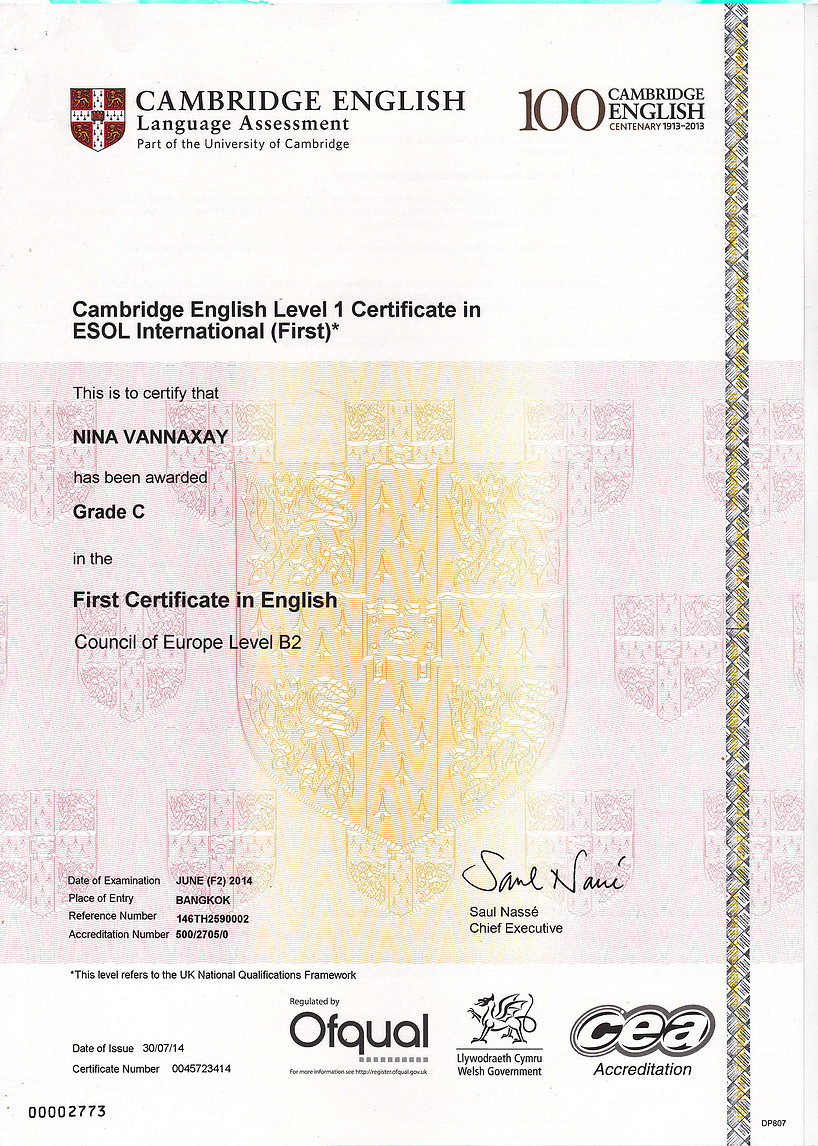 CAMBRIDGE ENGLISH
Language Assessment
Part of the University of Cambridge
100 CAMBRIDGE
ENGLISH
CENTENARY 1913–2013
Cambridge English Level 1 Certificate in
ESOL International (First)*
This is to certify that
NINA VANNAXAY
has been awarded
Grade C
in the
First Certificate in English
Council of Europe Level B2
Date of Examination JUNE (F2) 2014
Place of Entry BANGKOK
Reference Number 146TH2590002
Accreditation Number 500/2705/0
Saul Nassé
Saul Nassé
Chief Executive
*This level refers to the UK National Qualifications Framework
Date of Issue 30/07/14
Certificate Number 0045723414
Regulated by
Ofqual
For more information see http://register.ofqual.gov.uk
Llywodraeth Cymru
Welsh Government
cea
Accreditation
00002773
DP807